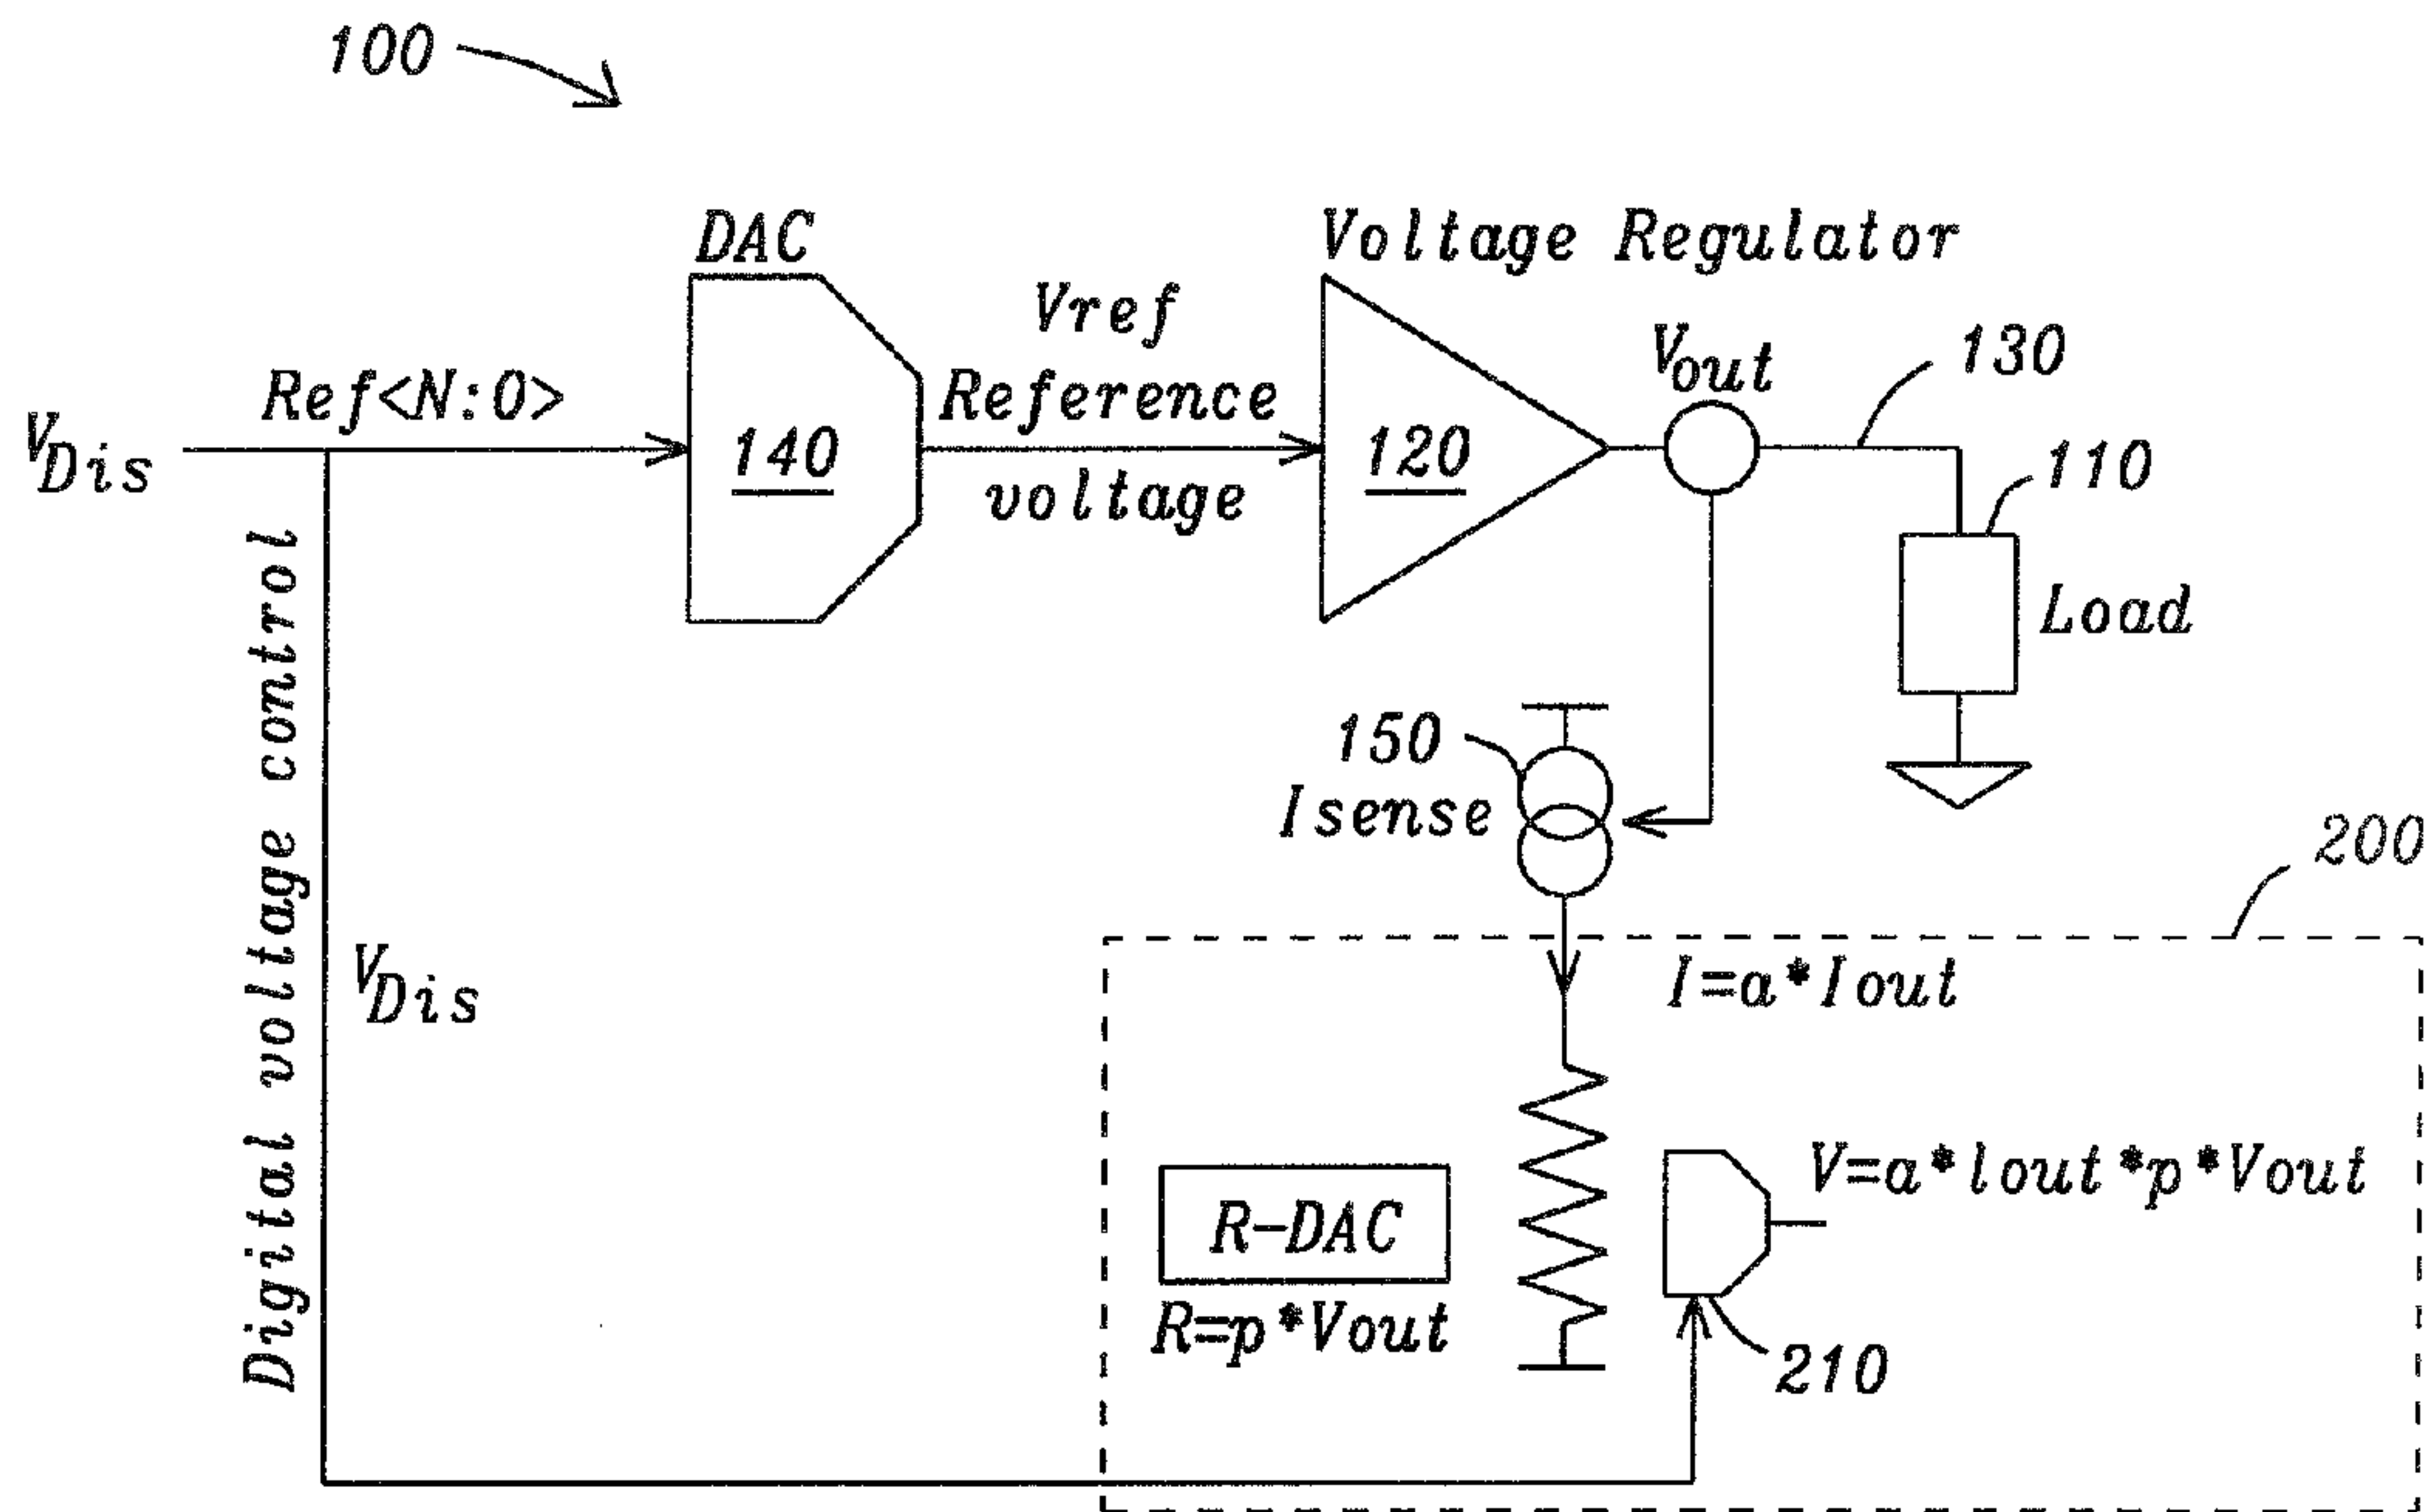 100
DAC
Voltage Regulator
Vref
Reference
voltage
Vout
130
VDis
Ref<N:0>
140
120
110
Load
150
Isense
200
Digital voltage control
VDis
I=a*Iout
R-DAC
R=p*Vout
V=a*lout*p*Vout
210